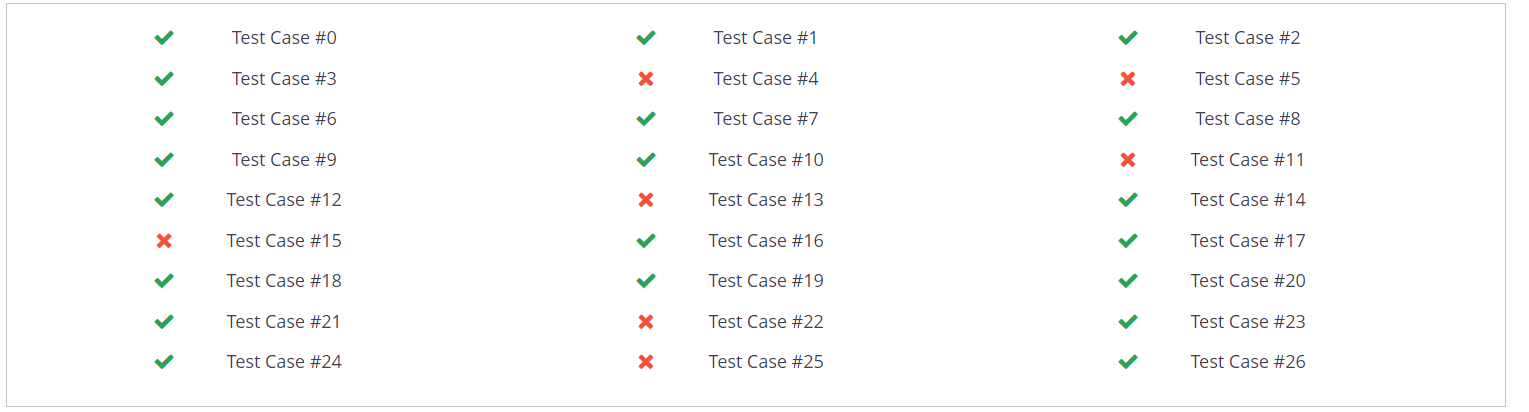 Test Case #0 Test Case #1 Test Case #2
Test Case #3 Test Case #4 Test Case #5
Test Case #6 Test Case #7 Test Case #8
Test Case #9 Test Case #10 Test Case #11
Test Case #12 Test Case #13 Test Case #14
Test Case #15 Test Case #16 Test Case #17
Test Case #18 Test Case #19 Test Case #20
Test Case #21 Test Case #22 Test Case #23
Test Case #24 Test Case #25 Test Case #26